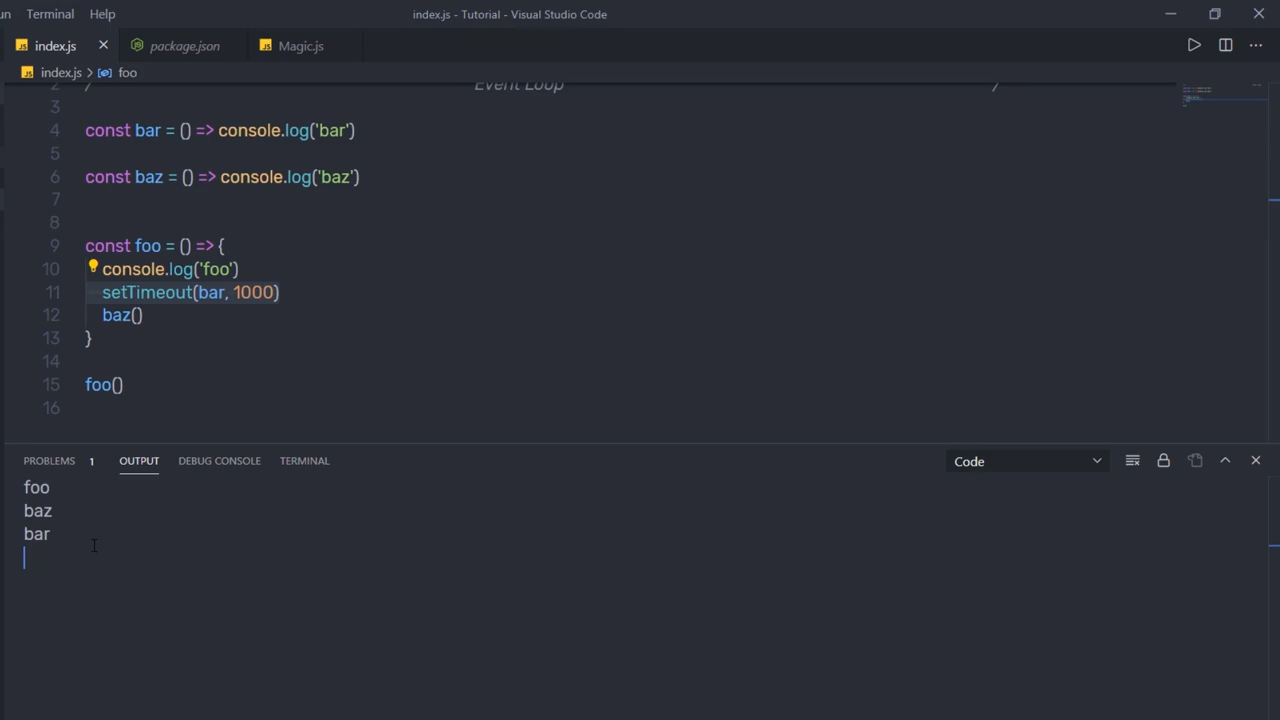 un Terminal Help index.js - Tutorial - Visual Studio Code
index.js package.json Magic.js
index.js > foo
2 / Event Loop /
3
4 const bar = () => console.log('bar')
5
6 const baz = () => console.log('baz')
7
8
9 const foo = () => {
10 console.log('foo')
11 setTimeout(bar, 1000)
12 baz()
13 }
14
15 foo()
16
PROBLEMS 1 OUTPUT DEBUG CONSOLE TERMINAL Code
foo
baz
bar